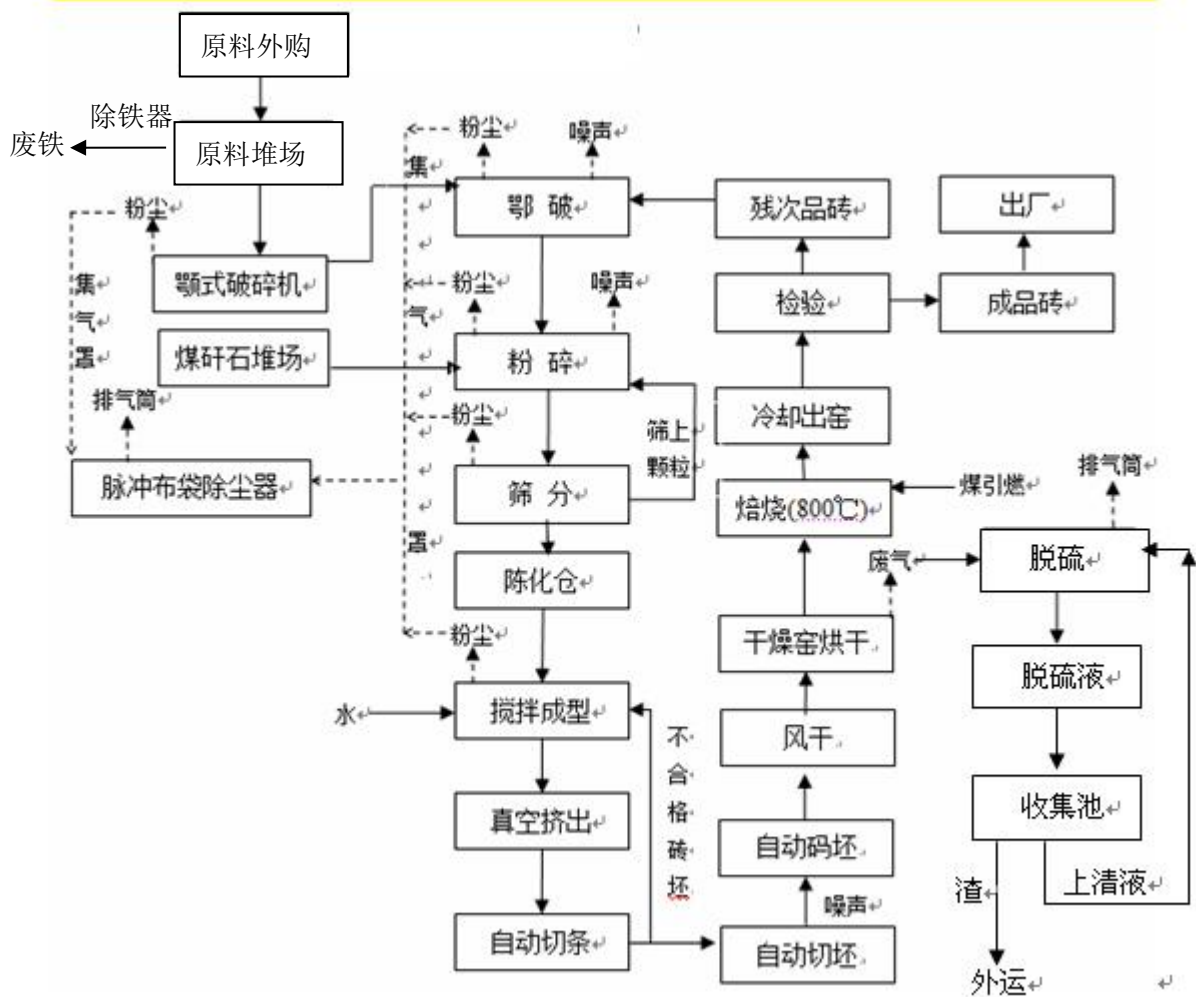 原料外购
除铁器
废铁
原料堆场
粉尘
噪声
集
鄂 破
残次品砖
出厂
粉尘
颚式破碎机
集
气
罩
粉尘
噪声
气
检验
成品砖
煤矸石堆场
粉 碎
排气筒
粉尘
筛上
颗粒
冷却出窑
脉冲布袋除尘器
筛 分
焙烧(800℃)
煤引燃
排气筒
罩
陈化仓
废气
脱硫
粉尘
干燥窑烘干
脱硫液
水
搅拌成型
不
合
格
砖
坯
风干
真空挤出
自动码坯
收集池
渣
上清液
噪声
自动切条
自动切坯
外运